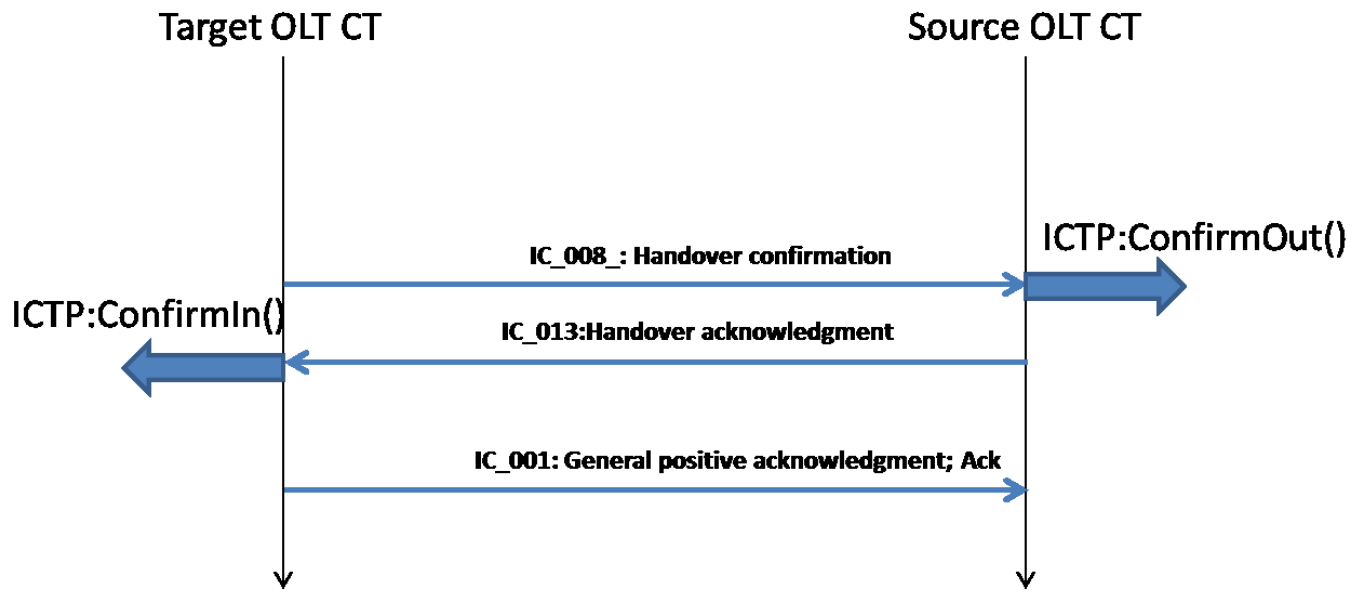 Target OLT CT
Source OLT CT
ICTP:ConfirmOut()
IC_008_: Handover confirmation
ICTP:ConfirmIn()
IC_013:Handover acknowledgment
IC_001: General positive acknowledgment; Ack